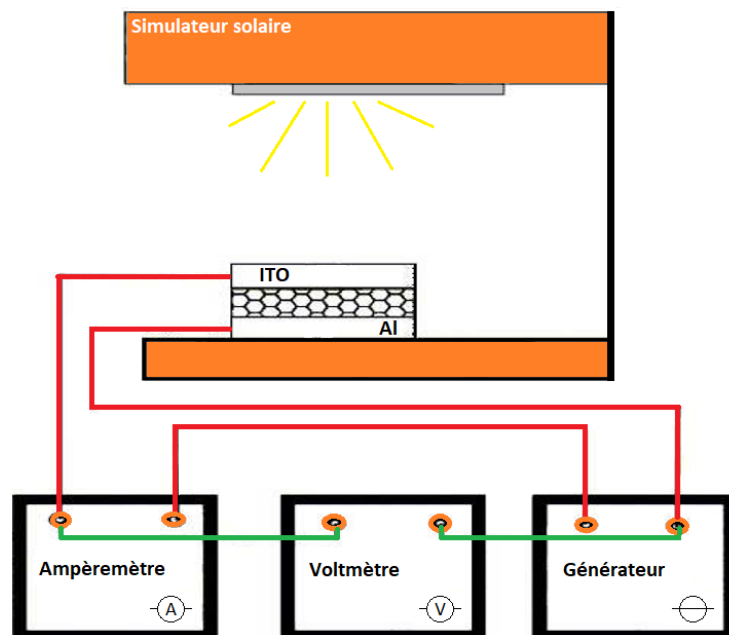 Simulateur solaire
ITO
Al
Ampèremètre
Voltmètre
Générateur
A
V